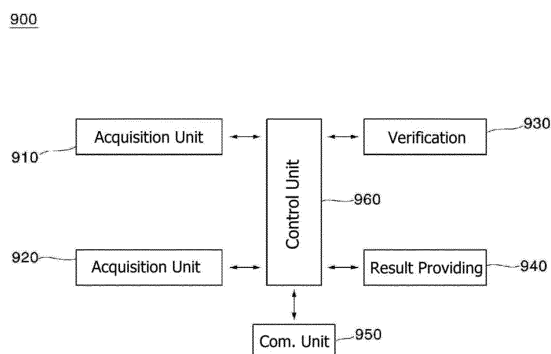 900
Acquisition Unit
910
Control Unit
Verification
930
960
920
Acquisition Unit
Result Providing
940
Com. Unit
950